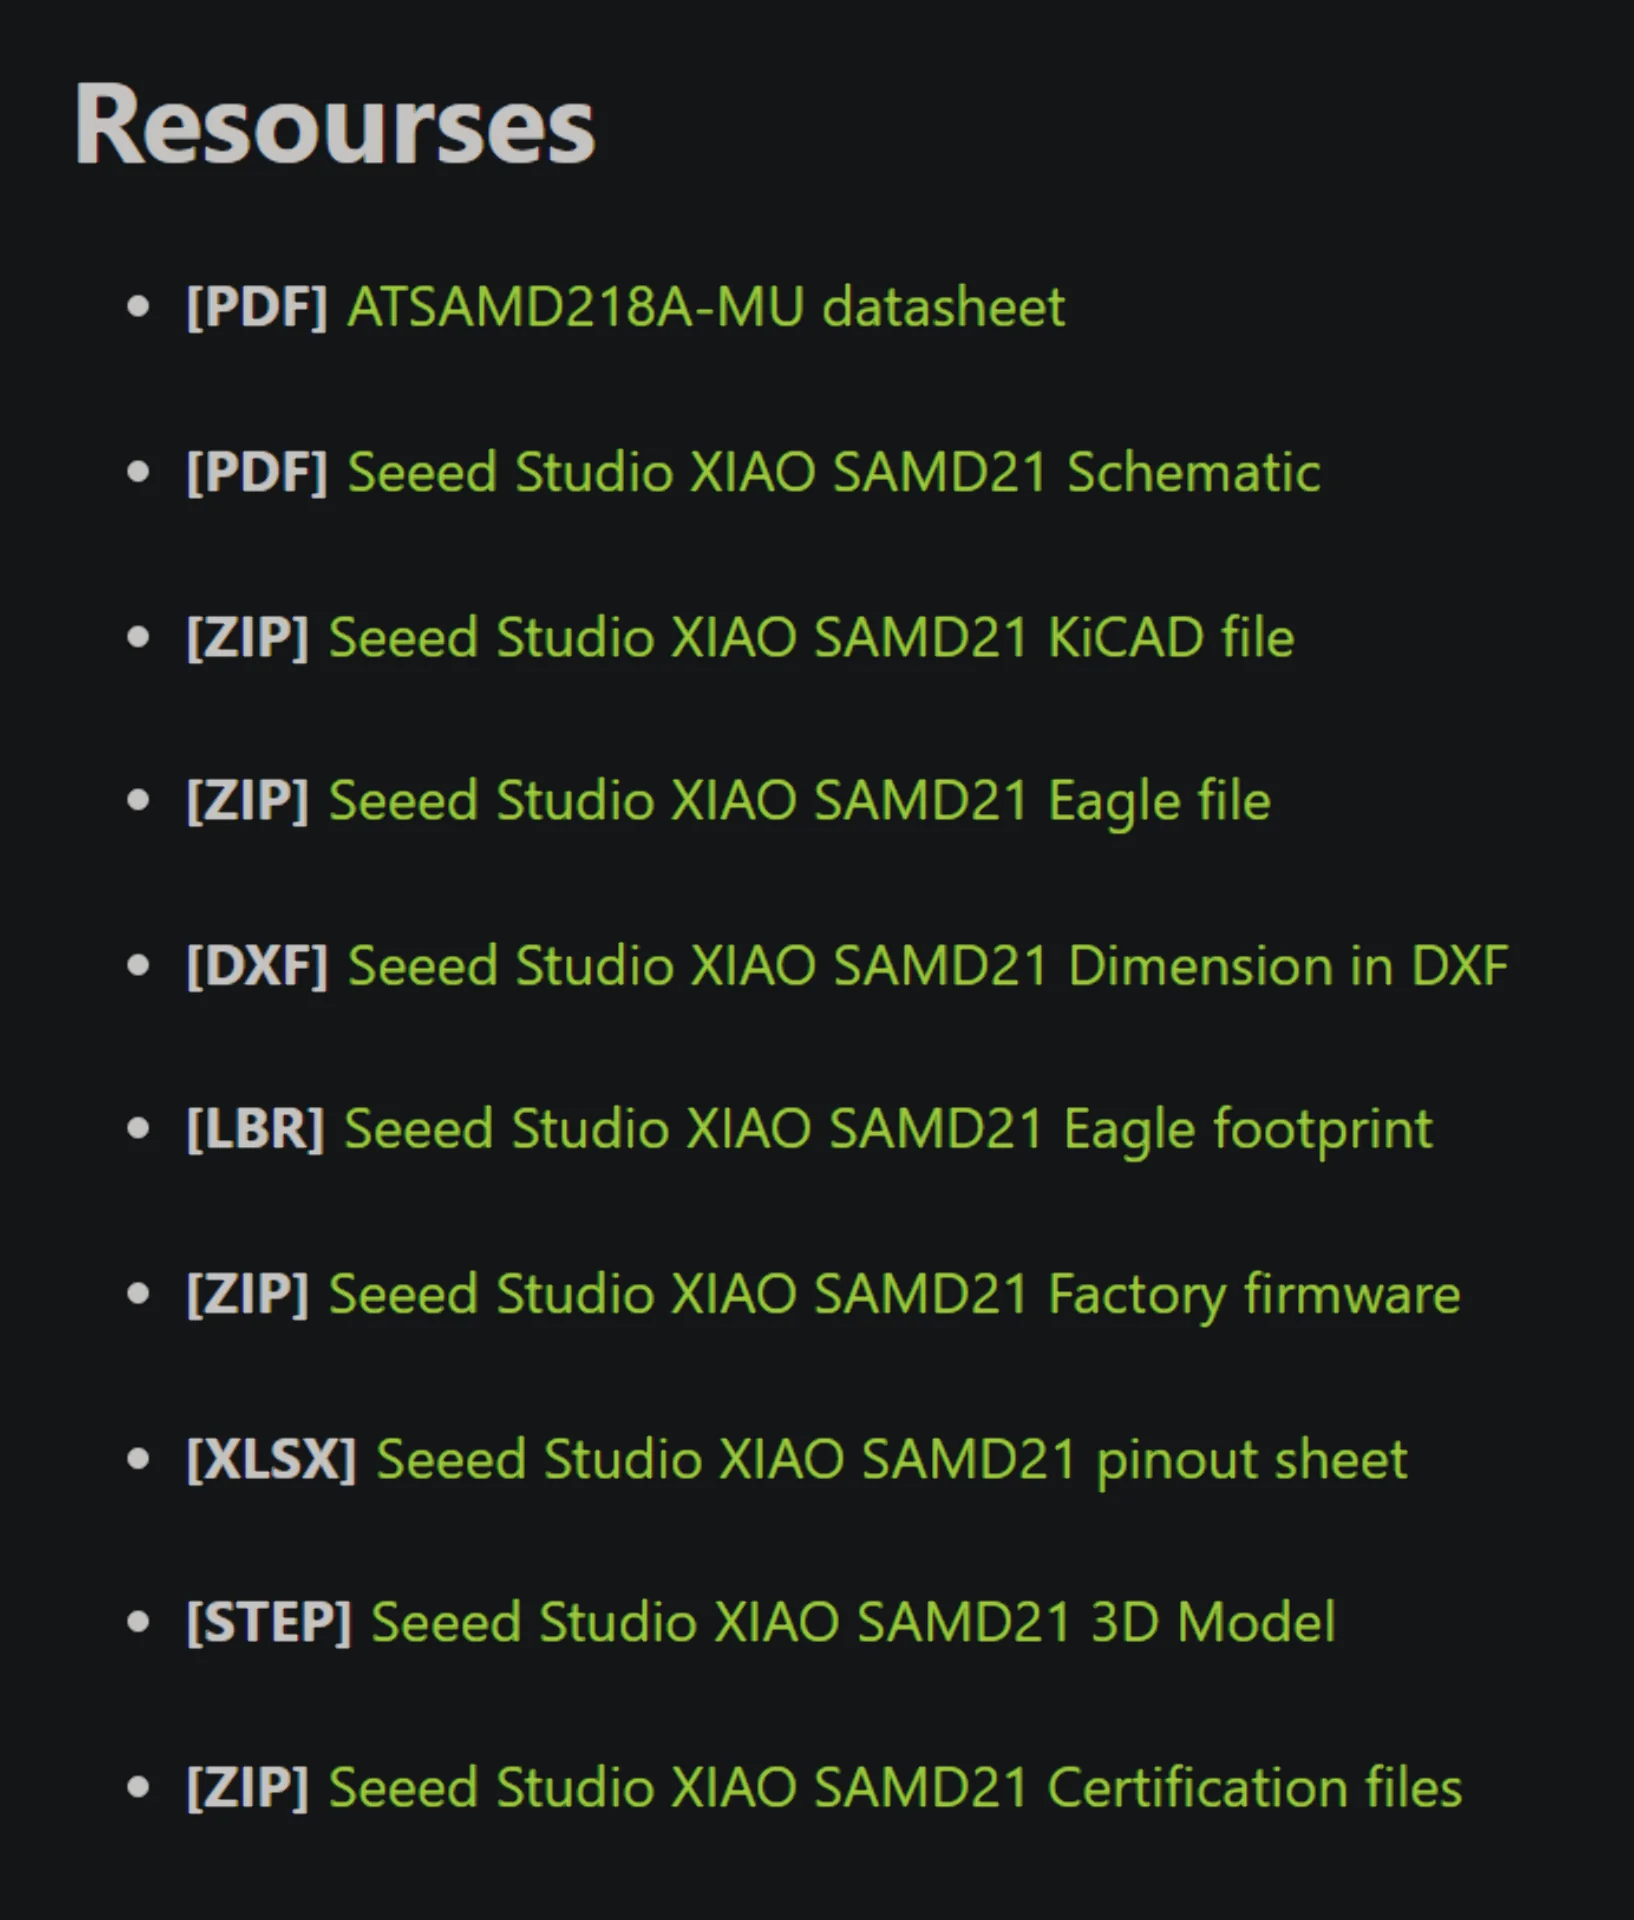 Resourses
[PDF] ATSAMD218A-MU datasheet
[PDF] Seeed Studio XIAO SAMD21 Schematic
[ZIP] Seeed Studio XIAO SAMD21 KiCAD file
[ZIP] Seeed Studio XIAO SAMD21 Eagle file
[DXF] Seeed Studio XIAO SAMD21 Dimension in DXF
[LBR] Seeed Studio XIAO SAMD21 Eagle footprint
[ZIP] Seeed Studio XIAO SAMD21 Factory firmware
[XLSX] Seeed Studio XIAO SAMD21 pinout sheet
[STEP] Seeed Studio XIAO SAMD21 3D Model
[ZIP] Seeed Studio XIAO SAMD21 Certification files